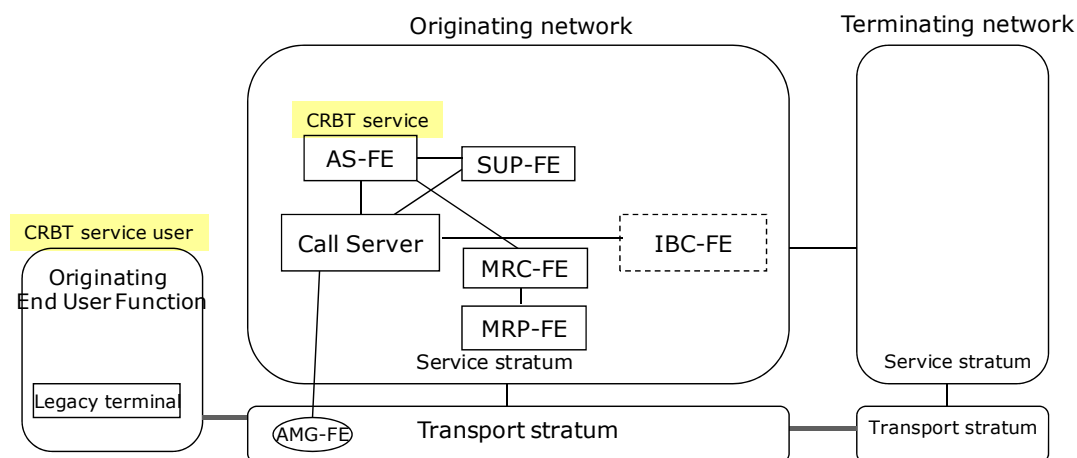 Originating network
Terminating network
CRBT service
AS-FE
SUP-FE
CRBT service user
Call Server
IBC-FE
Originating
End User Function
MRC-FE
MRP-FE
Service stratum
Service stratum
Legacy terminal
AMG-FE
Transport stratum
Transport stratum